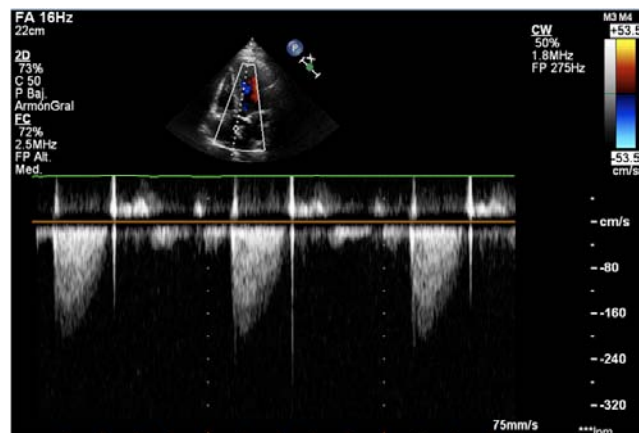 FA 16Hz
22cm
2D
73%
C 50
P Baj.
ArmónGral
FC
72%
2.5MHz
FP Alt.
Med.
P
CW
50%
1.8MHz
FP 275Hz
M3 M4
+53.5
-53.5
cm/s
cm/s
-80
-160
-240
-320
75mm/s
***lpm